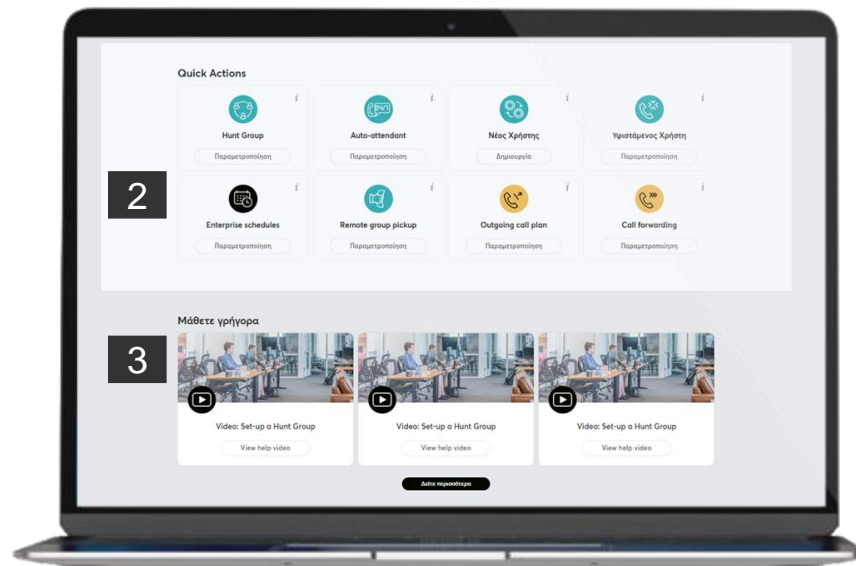 Quick Actions
i i i i
Hunt Group Auto-attendant Νέος Χρήστης Υφιστάμενος Χρήστη
Παραμετροποίηση Παραμετροποίηση Δημιουργία Παραμετροποίηση
2
i i i i
Enterprise schedules Remote group pickup Outgoing call plan Call forwarding
Παραμετροποίηση Παραμετροποίηση Παραμετροποίηση Παραμετροποίηση
Μάθετε γρήγορα
3
Video: Set-up a Hunt Group Video: Set-up a Hunt Group Video: Set-up a Hunt Group
View help video View help video View help video
Δείτε περισσότερα